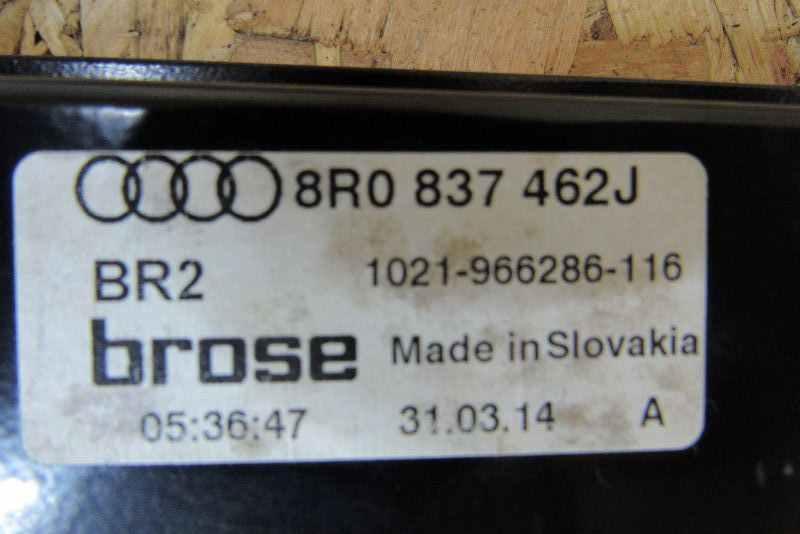 8R0 837 462J
BR2 1021-966286-116
brose Made in Slovakia
05:36:47 31.03.14 A